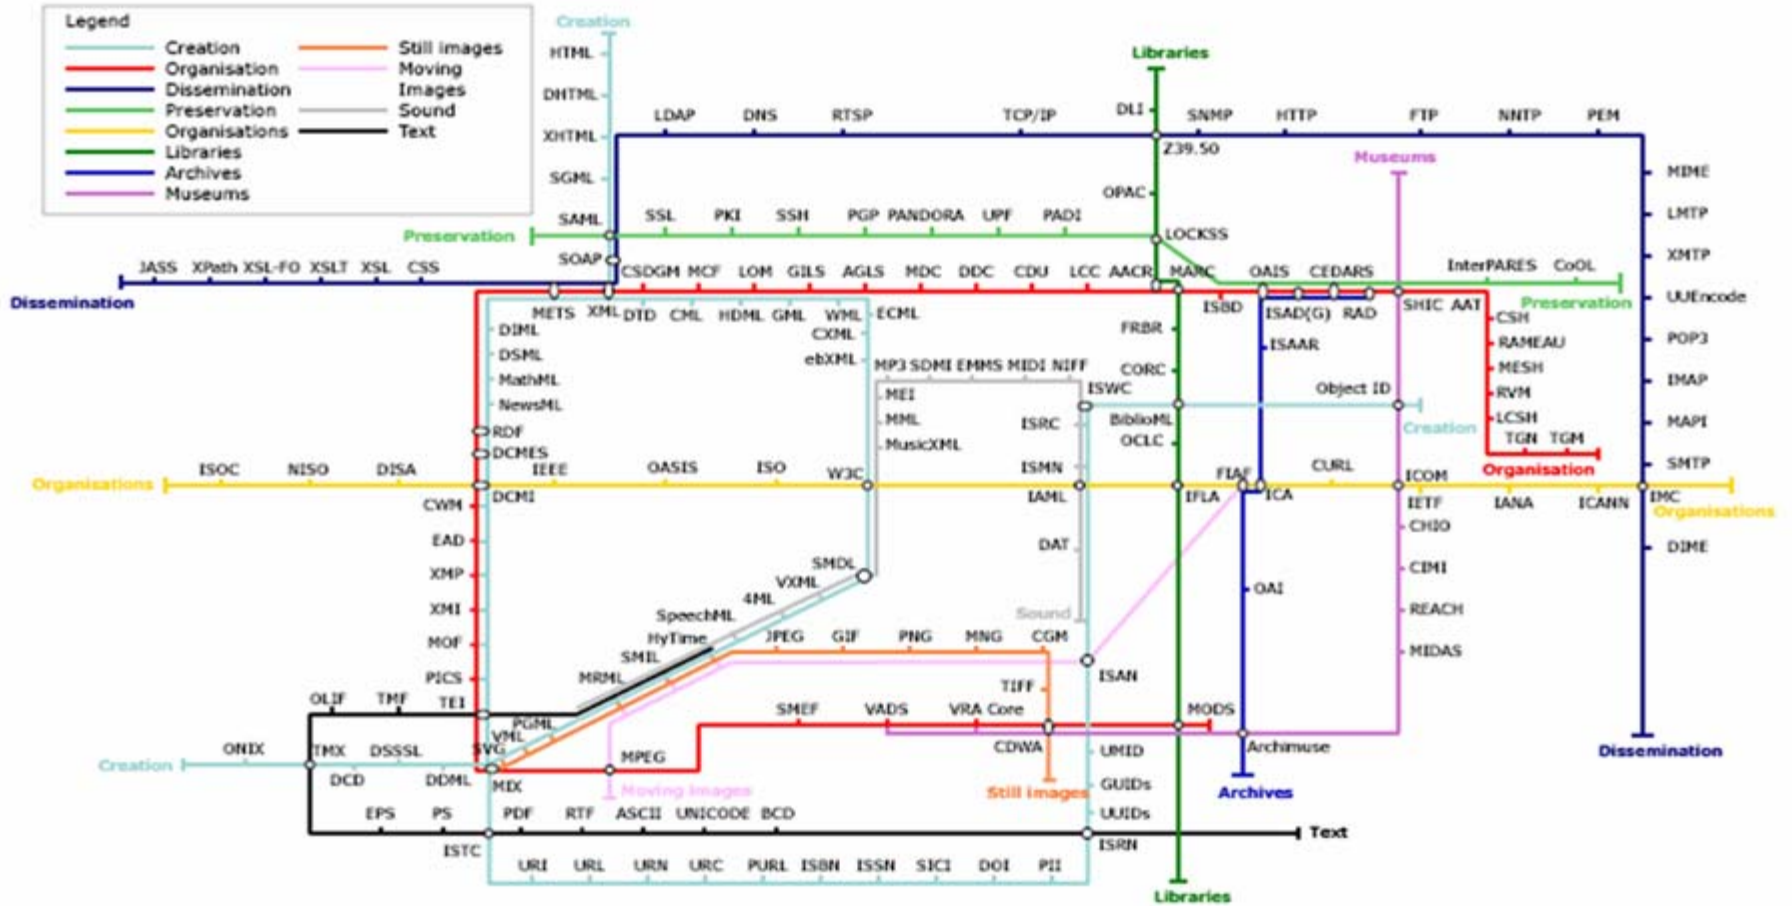 Legend
Creation
Still images
Organisation
Moving
Dissemination
Images
Preservation
Sound
Organisations
Text
Libraries
Archives
Museums
Creation
HTML
DHTML
XHTML
SGML
SAML
SOAP
Libraries
DLI
LDAP DNS RTSP TCP/IP SNMP HTTP FTP NNTP PEM
Z39.50
Museums
OPAC
MIME
LMTP
XMTP
UUEncode
POP3
IMAP
MAPI
SMTP
IMC
DIME
Dissemination
Preservation
SSL PKI SSH PGP PANDORA UPF PADI
LOCKSS
InterPARES CoOL
Preservation
JASS XPath XSL-FO XSLT XSL CSS
Dissemination
CSDGM MCF LOM GILS AGLS MDC DDC CDU LCC AACR MARC OAIS CEDARS
METS XML DTD CML HDML GML WML ECML
CXML
ebXML
ISBD ISAD(G) RAD SHIC AAT
ISAAR
CSH
RAMEAU
MESH
RVM
LCSH
TGN TGM
Organisation
FRBR
CORC
BiblioML
OCLC
DIML
DSML
MathML
NewsML
RDF
DCMES
DCMI
MP3 SDMI EMMS MIDI NIFF
MEI
MML
MusicXML
ISWC
ISRC
ISMN
IAML
DAT
Sound
Object ID
Creation
Organisations
ISOC NISO DISA IEEE OASIS ISO W3C
IFLA
FIAF
ICA
CURL
ICOM
IETF IANA ICANN
Organisations
CHIO
CIMI
REACH
MIDAS
OAI
CWM
EAD
XMP
XMI
MOF
PICS
TEI
SMDL
VXML
4ML
SpeechML
HyTime
SMIL
MRML
PGML
VML
SVG
JPEG GIF PNG MNG CGM
TIFF
ISAN
OLIF TMF
SMEF VADS VRA Core MODS
CDWA
UMID
GUIDs
UUIDs
ISRN
Archimuse
Archives
Still images
Creation
ONIX TMX DSSSL
DCD DDML
MIX
MPEG
Moving images
EPS PS PDF RTF ASCII UNICODE BCD
Text
ISTC
URI URL URN URC PURL ISBN ISSN SICI DOI PII
Libraries